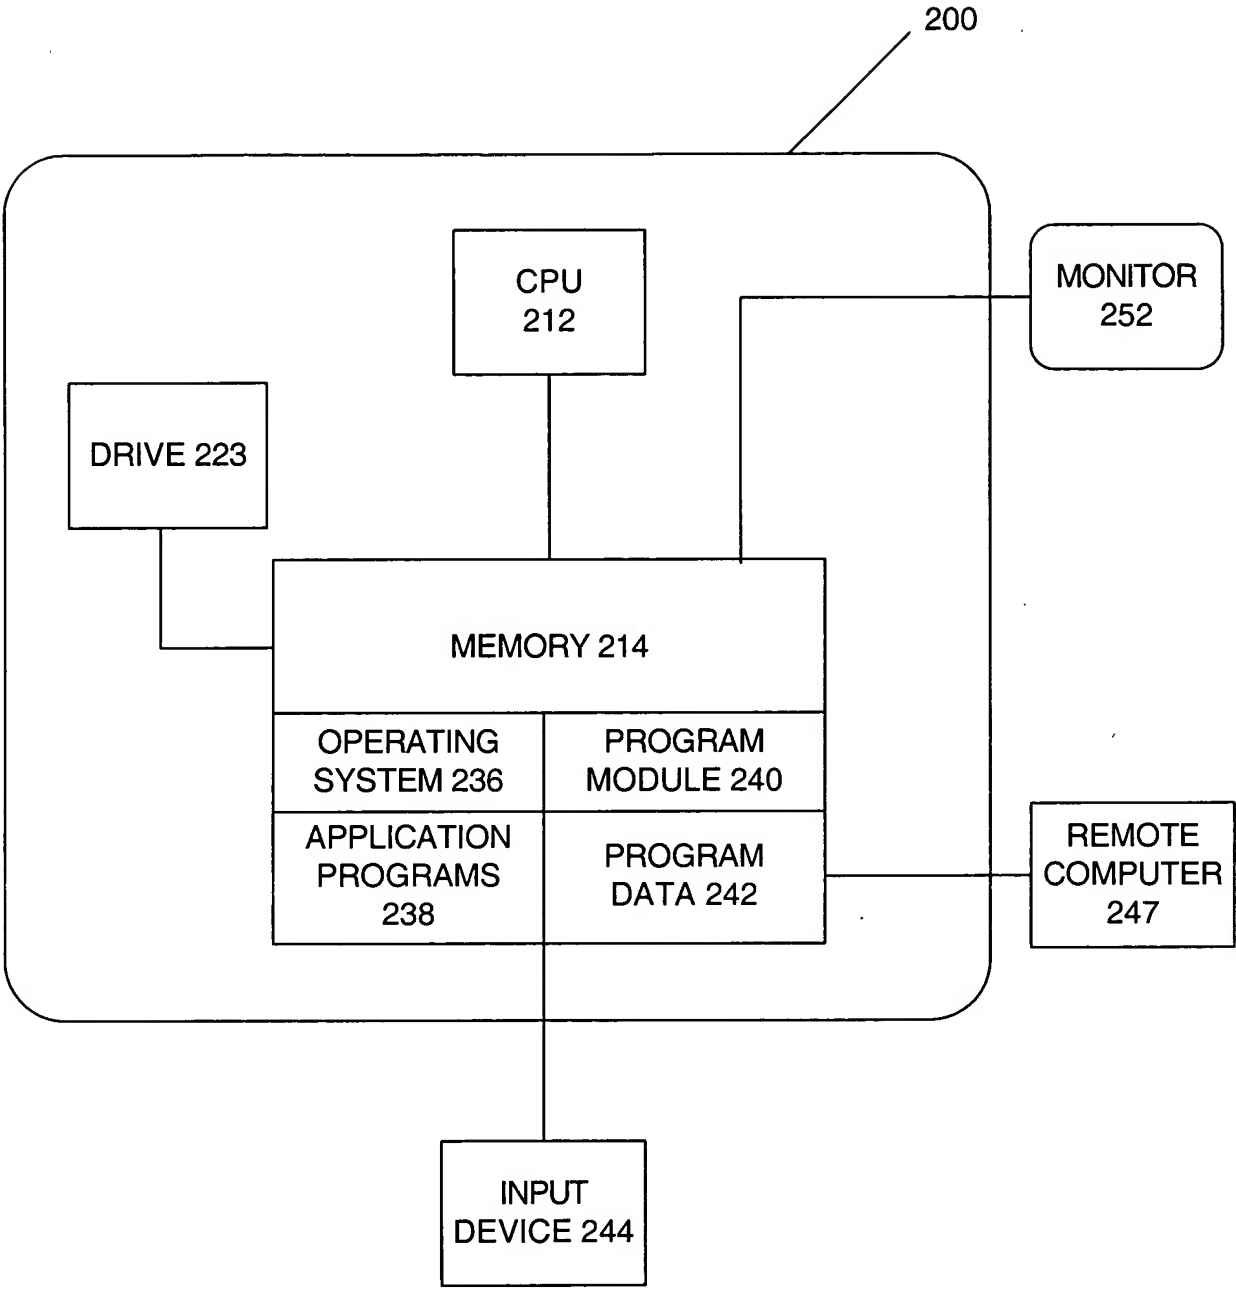 200
CPU
212
MONITOR
252
DRIVE 223
MEMORY 214
OPERATING
SYSTEM 236
PROGRAM
MODULE 240
APPLICATION
PROGRAMS
238
PROGRAM
DATA 242
REMOTE
COMPUTER
247
INPUT
DEVICE 244